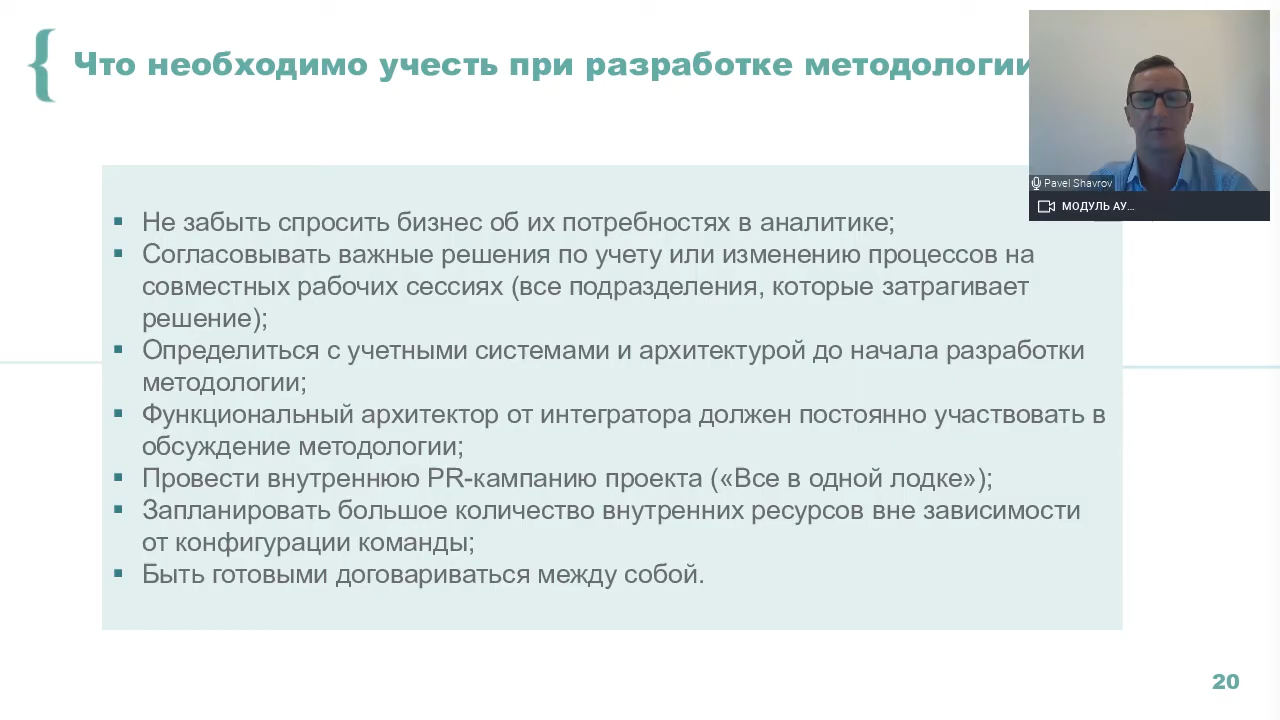 Что необходимо учесть при разработке методологии
Pavel Shavrov
МОДУЛЬ АУ...
▪ Не забыть спросить бизнес об их потребностях в аналитике;
▪ Согласовывать важные решения по учету или изменению процессов на
совместных рабочих сессиях (все подразделения, которые затрагивает
решение);
▪ Определиться с учетными системами и архитектурой до начала разработки
методологии;
▪ Функциональный архитектор от интегратора должен постоянно участвовать в
обсуждение методологии;
▪ Провести внутреннюю PR-кампанию проекта («Все в одной лодке»);
▪ Запланировать большое количество внутренних ресурсов вне зависимости
от конфигурации команды;
▪ Быть готовыми договариваться между собой.
20